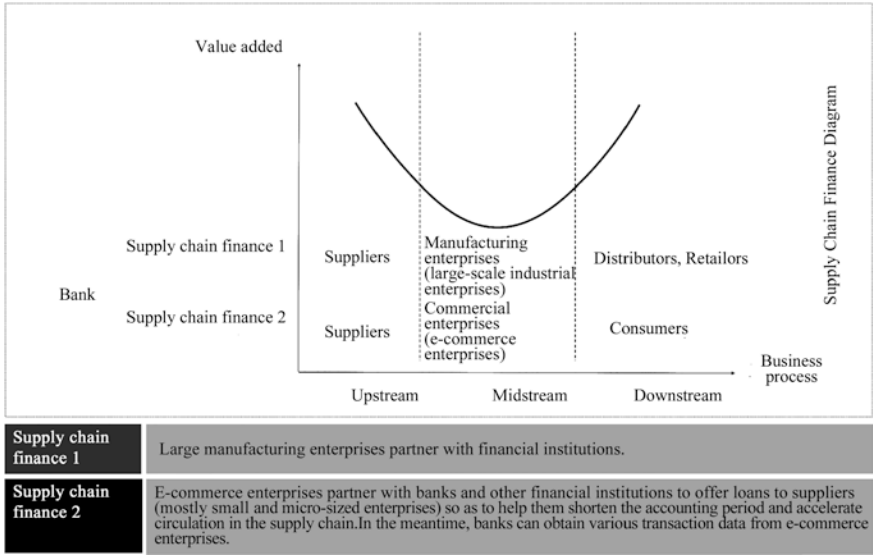 Value added
Supply Chain Finance Diagram
Supply chain finance 1
Suppliers
Manufacturing
enterprises
(large-scale industrial
enterprises)
Distributors, Retailors
Bank
Supply chain finance 2
Suppliers
Commercial
enterprises
(e-commerce
enterprises)
Consumers
Business
process
Upstream
Midstream
Downstream
Supply chain
finance 1
Large manufacturing enterprises partner with financial institutions.
Supply chain
finance 2
E-commerce enterprises partner with banks and other financial institutions to offer loans to suppliers
(mostly small and micro-sized enterprises) so as to help them shorten the accounting period and accelerate
circulation in the supply chain.In the meantime, banks can obtain various transaction data from e-commerce
enterprises.